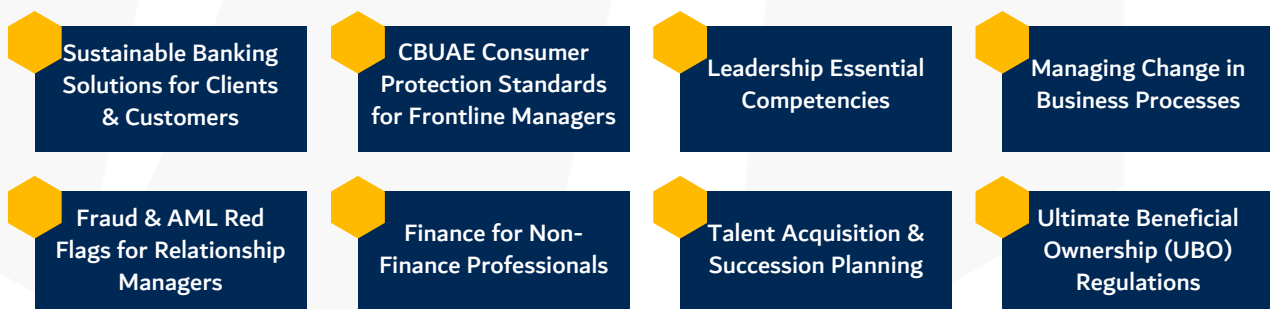 Sustainable Banking
Solutions for Clients
& Customers
CBUAE Consumer
Protection Standards
for Frontline Managers
Leadership Essential
Competencies
Managing Change in
Business Processes
Fraud & AML Red
Flags for Relationship
Managers
Finance for Non-
Finance Professionals
Talent Acquisition &
Succession Planning
Ultimate Beneficial
Ownership (UBO)
Regulations